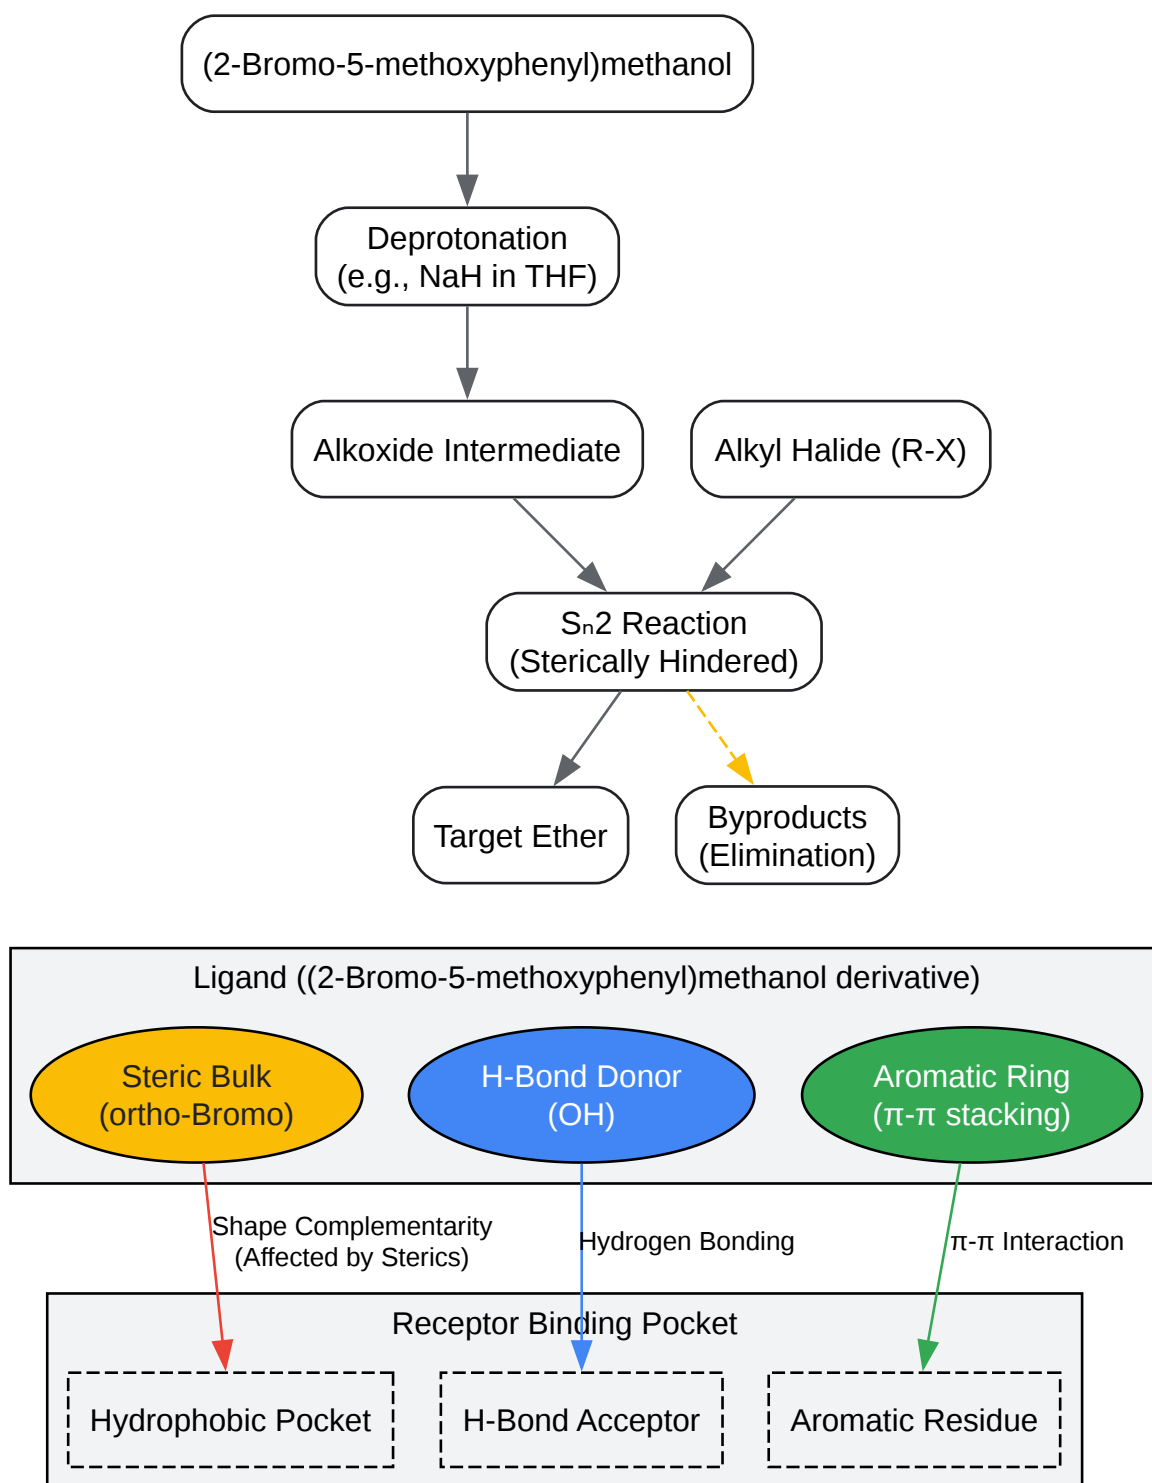 (2-Bromo-5-methoxyphenyl)methanol
Deprotonation
(e.g., NaH in THF)
Alkoxide Intermediate
Alkyl Halide (R-X)
Sₙ2 Reaction
(Sterically Hindered)
Target Ether
Byproducts
(Elimination)
Ligand ((2-Bromo-5-methoxyphenyl)methanol derivative)
Steric Bulk
(ortho-Bromo)
H-Bond Donor
(OH)
Aromatic Ring
(π-π stacking)
Shape Complementarity
(Affected by Sterics)
Hydrogen Bonding
π-π Interaction
Receptor Binding Pocket
Hydrophobic Pocket
H-Bond Acceptor
Aromatic Residue